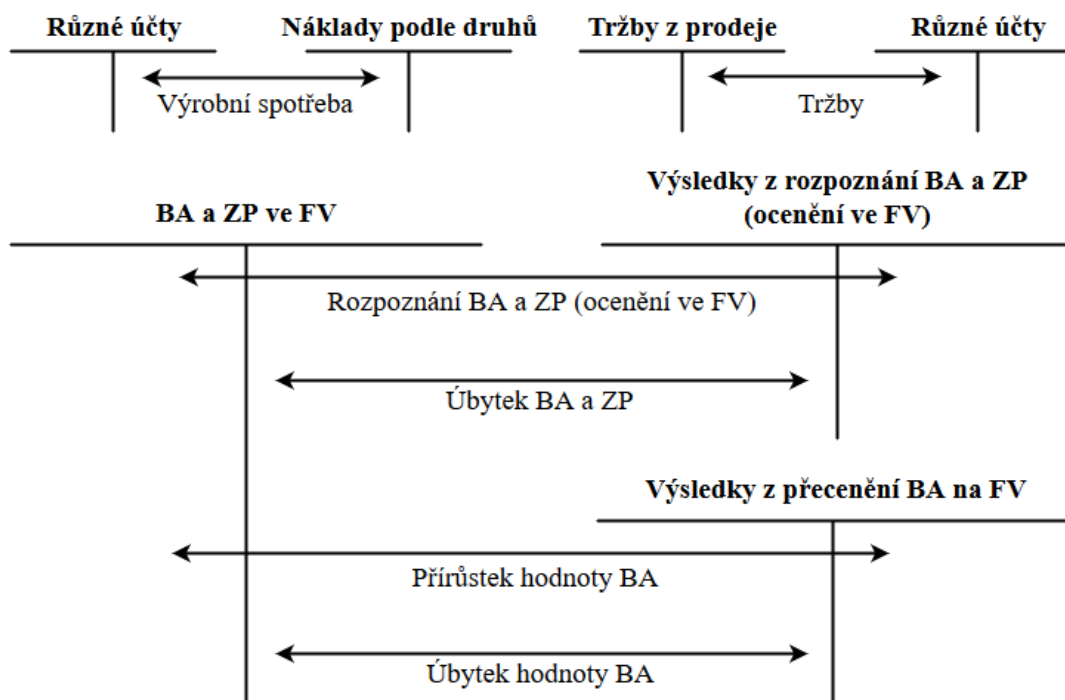 Různé účty
Náklady podle druhů
Tržby z prodeje
Různé účty
Výrobní spotřeba
Tržby
BA a ZP ve FV
Výsledky z rozpoznání BA a ZP
(ocenění ve FV)
Rozpoznání BA a ZP (ocenění ve FV)
Úbytek BA a ZP
Výsledky z přecenění BA na FV
Přírůstek hodnoty BA
Úbytek hodnoty BA